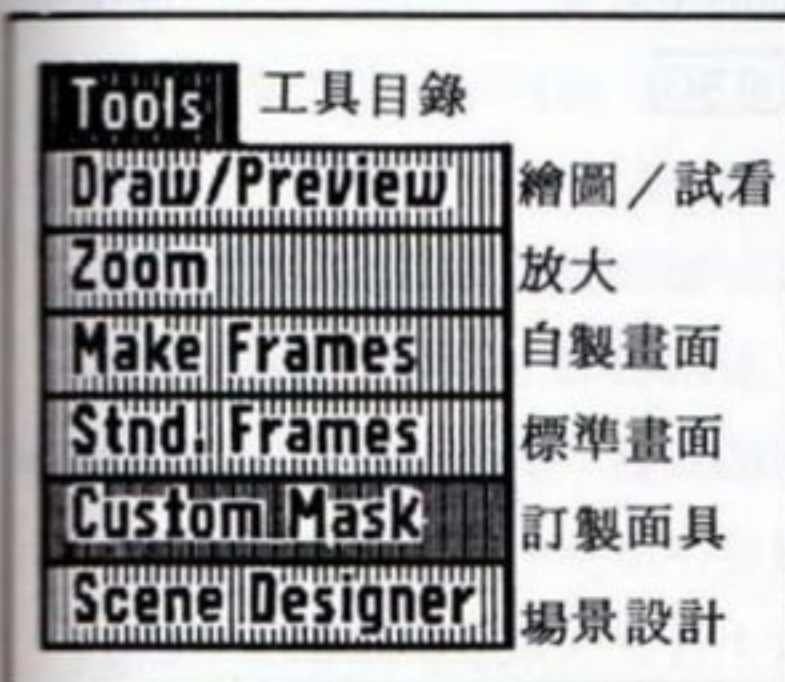 Tools 工具目錄
Draw/Preview 繪圖／試看
Zoom 放大
Make Frames 自製畫面
Stnd. Frames 標準畫面
Custom Mask 訂製面具
Scene Designer 場景設計